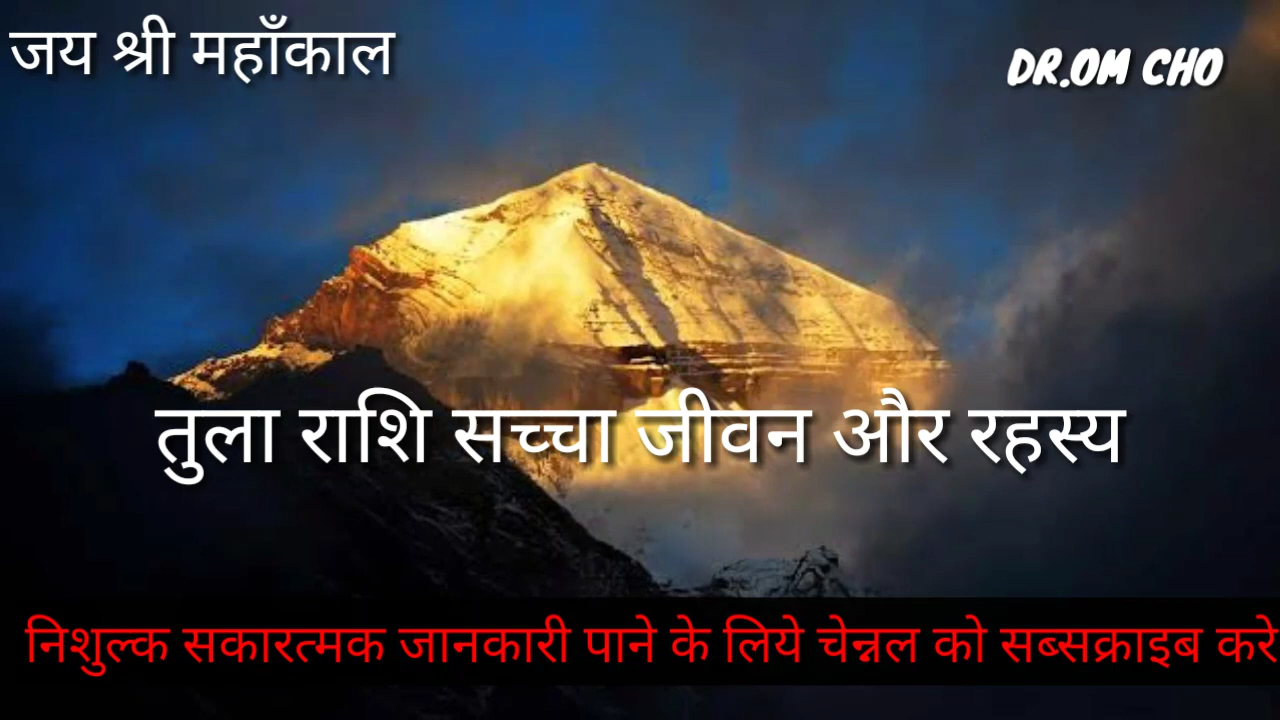 जय श्री महाँकाल
DR.OM CHO
तुला राशि सच्चा जीवन और रहस्य
निशुल्क सकारत्मक जानकारी पाने के लिये चेन्नल को सब्सक्राइब करे